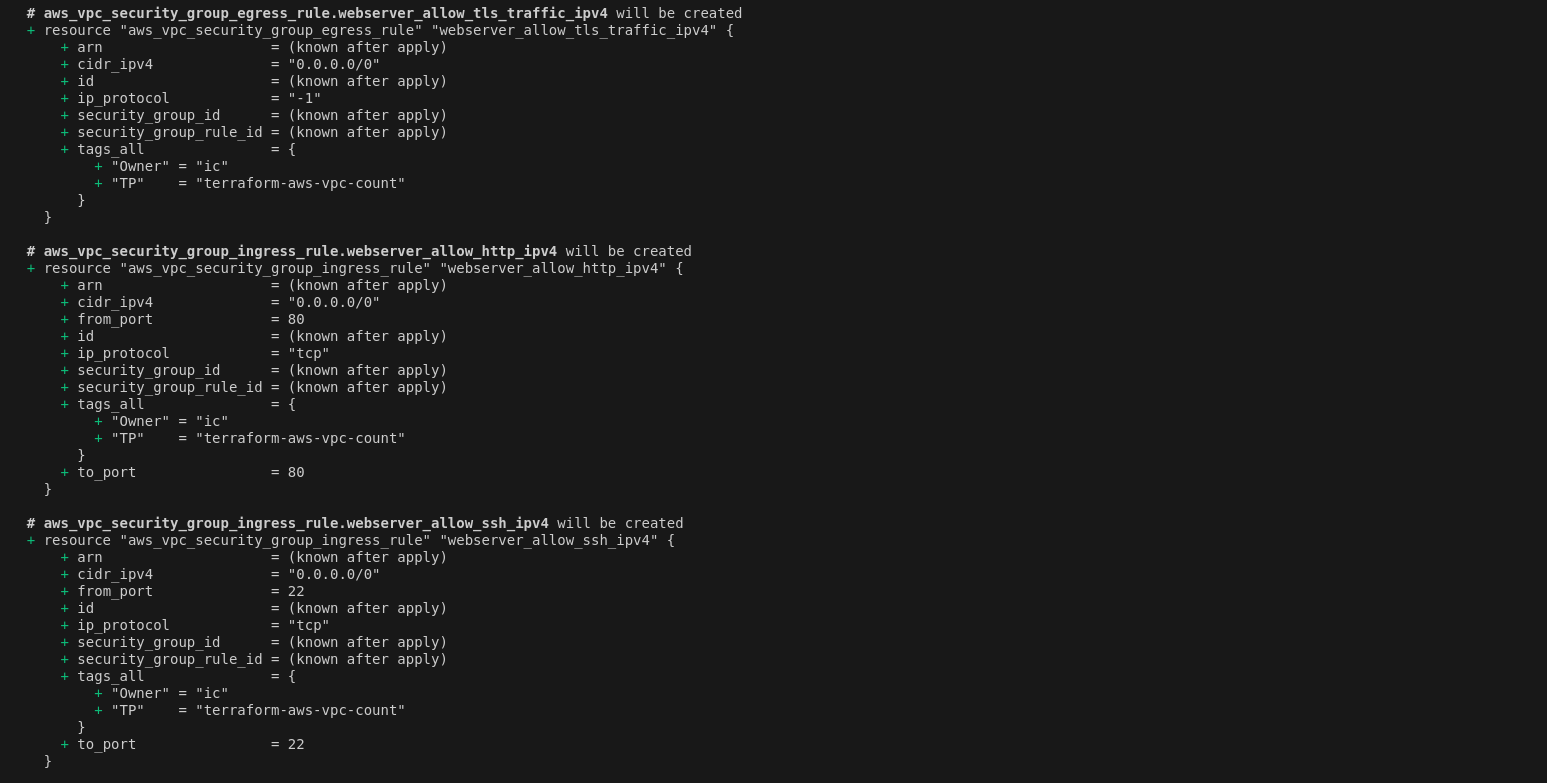 # aws_vpc_security_group_egress_rule.webserver_allow_tls_traffic_ipv4 will be created
+ resource "aws_vpc_security_group_egress_rule" "webserver_allow_tls_traffic_ipv4" {
    + arn                    = (known after apply)
    + cidr_ipv4              = "0.0.0.0/0"
    + id                     = (known after apply)
    + ip_protocol            = "-1"
    + security_group_id      = (known after apply)
    + security_group_rule_id = (known after apply)
    + tags_all               = {
        + "Owner" = "ic"
        + "TP"    = "terraform-aws-vpc-count"
      }
  }
# aws_vpc_security_group_ingress_rule.webserver_allow_http_ipv4 will be created
+ resource "aws_vpc_security_group_ingress_rule" "webserver_allow_http_ipv4" {
    + arn                    = (known after apply)
    + cidr_ipv4              = "0.0.0.0/0"
    + from_port              = 80
    + id                     = (known after apply)
    + ip_protocol            = "tcp"
    + security_group_id      = (known after apply)
    + security_group_rule_id = (known after apply)
    + tags_all               = {
        + "Owner" = "ic"
        + "TP"    = "terraform-aws-vpc-count"
      }
    + to_port                = 80
  }
# aws_vpc_security_group_ingress_rule.webserver_allow_ssh_ipv4 will be created
+ resource "aws_vpc_security_group_ingress_rule" "webserver_allow_ssh_ipv4" {
    + arn                    = (known after apply)
    + cidr_ipv4              = "0.0.0.0/0"
    + from_port              = 22
    + id                     = (known after apply)
    + ip_protocol            = "tcp"
    + security_group_id      = (known after apply)
    + security_group_rule_id = (known after apply)
    + tags_all               = {
        + "Owner" = "ic"
        + "TP"    = "terraform-aws-vpc-count"
      }
    + to_port                = 22
  }